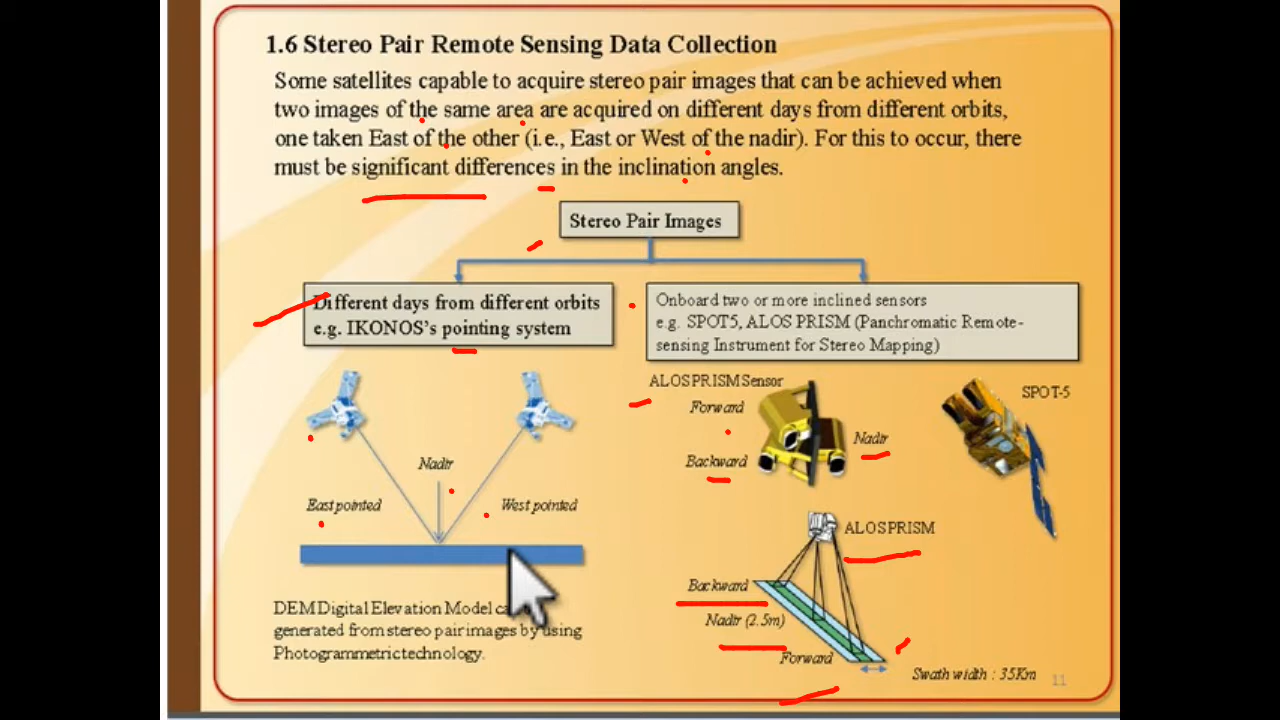 1.6 Stereo Pair Remote Sensing Data Collection
Some satellites capable to acquire stereo pair images that can be achieved when
two images of the same area are acquired on different days from different orbits,
one taken East of the other (i.e., East or West of the nadir). For this to occur, there
must be significant differences in the inclination angles.
Stereo Pair Images
Different days from different orbits
e.g. IKONOS's pointing system
Onboard two or more inclined sensors
e.g. SPOT5, ALOS PRISM (Panchromatic Remote-
sensing Instrument for Stereo Mapping)
ALOS PRISM Sensor
Forward
Nadir
Backward
SPOT-5
Nadir
East pointed
West pointed
ALOS PRISM
Backward
Nadir (2.5m)
Forward
Swath width : 35Km
DEM Digital Elevation Model
generated from stereo pair images by using
Photogrammetric technology.
11